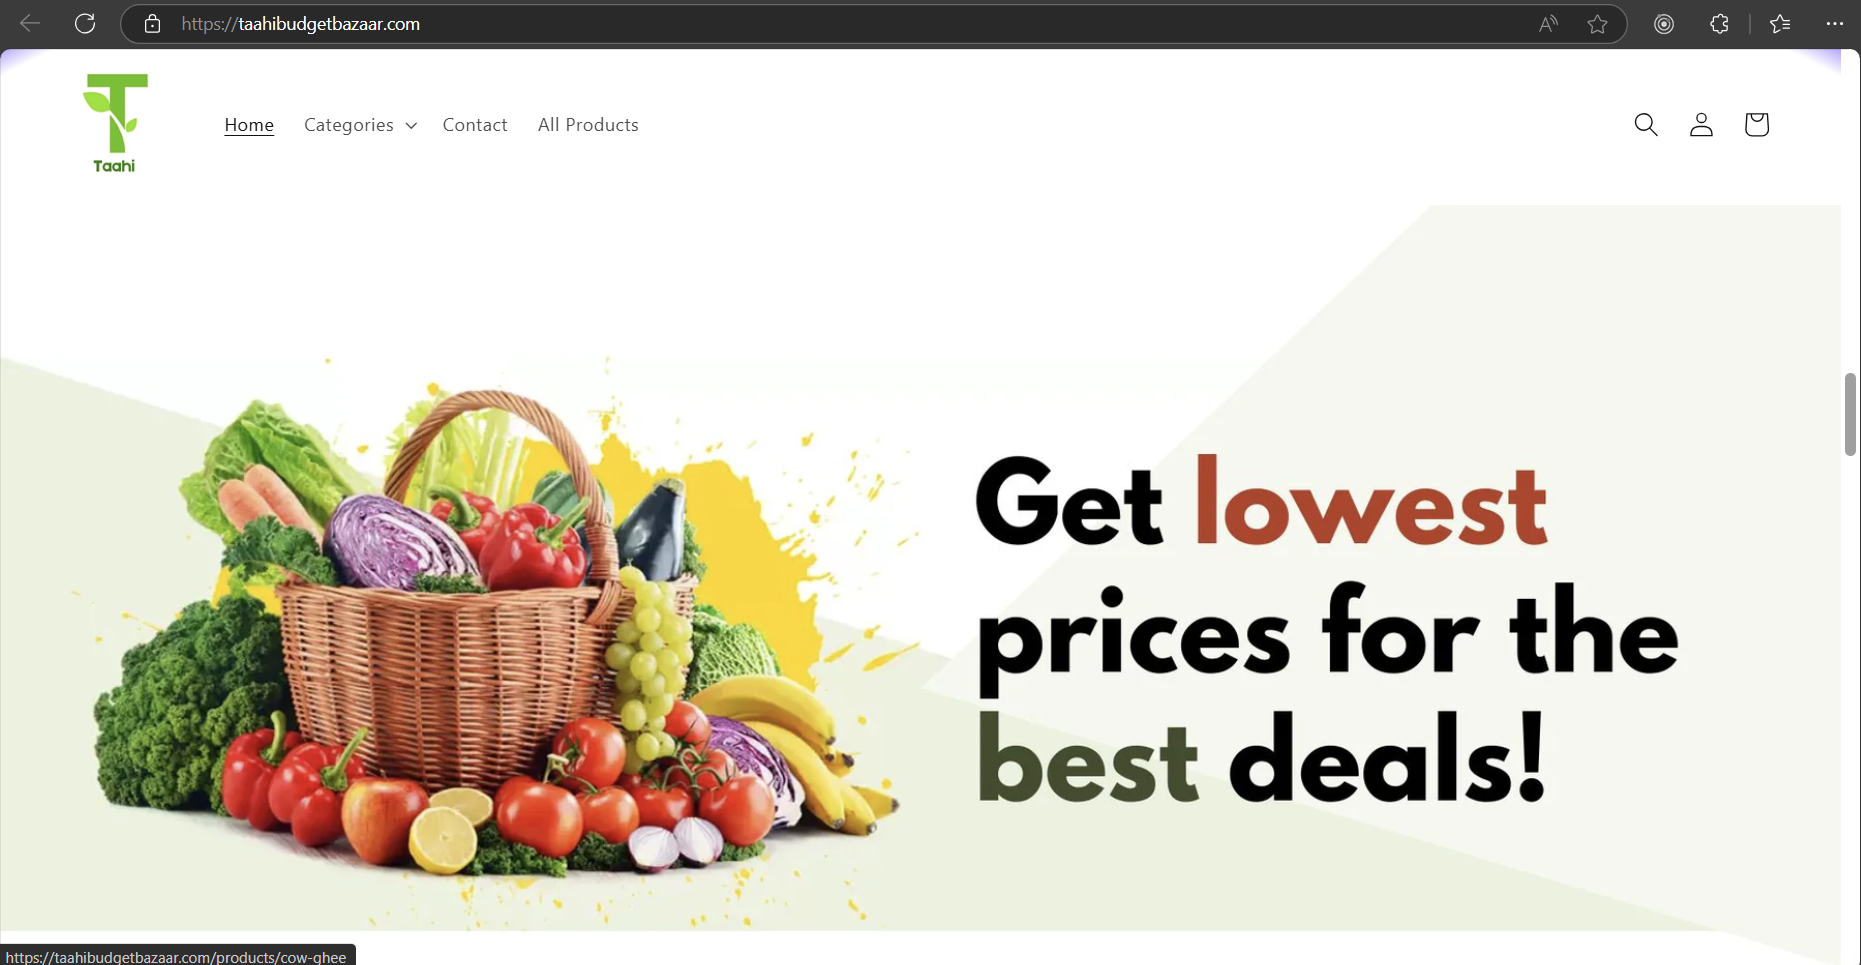 https://taahibudgetbazaar.com
Taahi
Home Categories Contact All Products
Get lowest
prices for the
best deals!
https://taahibudgetbazaar.com/products/cow-ghee